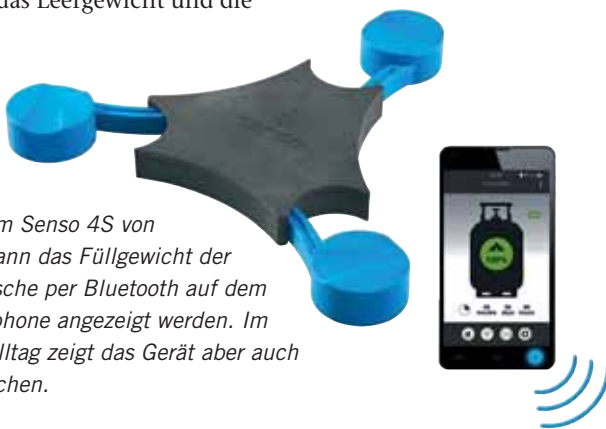 das Leergewicht und die
m Senso 4S von
ann das Füllgewicht der
sche per Bluetooth auf dem
phone angezeigt werden. Im
lltag zeigt das Gerät aber auch
chen.
100%